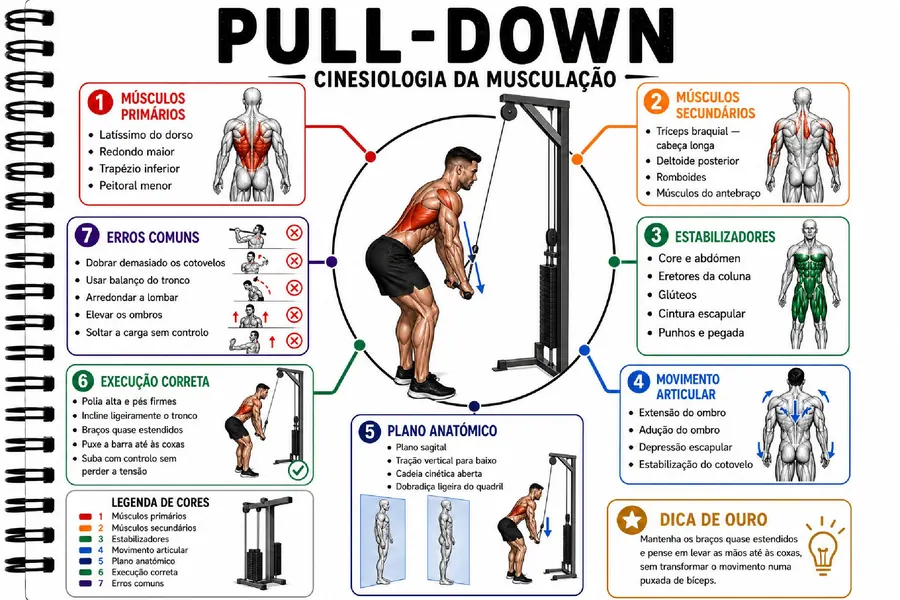 PULL-DOWN
CINESIOLOGIA DA MUSCULAÇÃO
1 MÚSCULOS
PRIMÁRIOS
• Latíssimo do dorso
• Redondo maior
• Trapézio inferior
• Peitoral menor
2 MÚSCULOS
SECUNDÁRIOS
• Tríceps braquial —
cabeça longa
• Deltoide posterior
• Romboides
• Músculos do antebraço
7 ERROS COMUNS
• Dobrar demasiado os cotovelos
• Usar balanço do tronco
• Arredondar a lombar
• Elevar os ombros
• Soltar a carga sem controlo
3 ESTABILIZADORES
• Core e abdómen
• Eretores da coluna
• Glúteos
• Cintura escapular
• Punhos e pegada
6 EXECUÇÃO CORRETA
• Polia alta e pés firmes
• Incline ligeiramente o tronco
• Braços quase estendidos
• Puxe a barra até às coxas
• Suba com controlo sem
perder a tensão
4 MOVIMENTO
ARTICULAR
• Extensão do ombro
• Adução do ombro
• Depressão escapular
• Estabilização do cotovelo
5 PLANO ANATÓMICO
• Plano sagital
• Tração vertical para baixo
• Cadeia cinética aberta
• Dobradiça ligeira do quadril
LEGENDA DE CORES
1 Músculos primários
2 Músculos secundários
3 Estabilizadores
4 Movimento articular
5 Plano anatómico
6 Execução correta
7 Erros comuns
DICA DE OURO
Mantenha os braços quase estendidos
e pense em levar as mãos até às coxas,
sem transformar o movimento numa
puxada de bíceps.